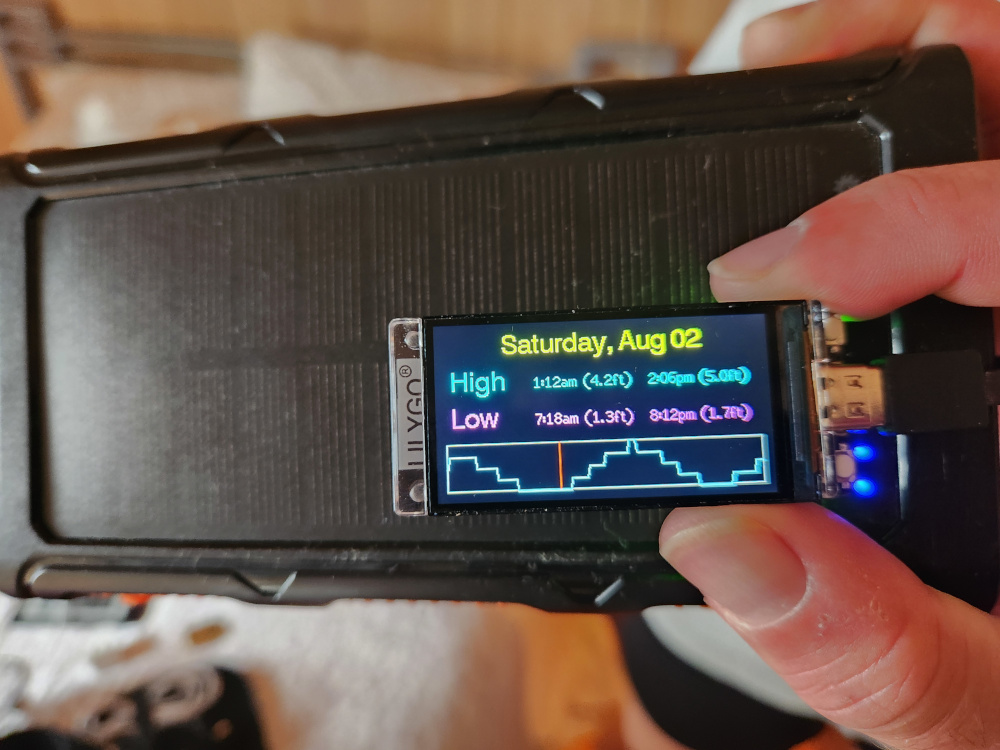 Saturday, Aug 02
High 1:12am (4.2ft) 2:06pm (5.0ft)
Low 7:18am (1.3ft) 8:12pm (1.7ft)
LILYGO®